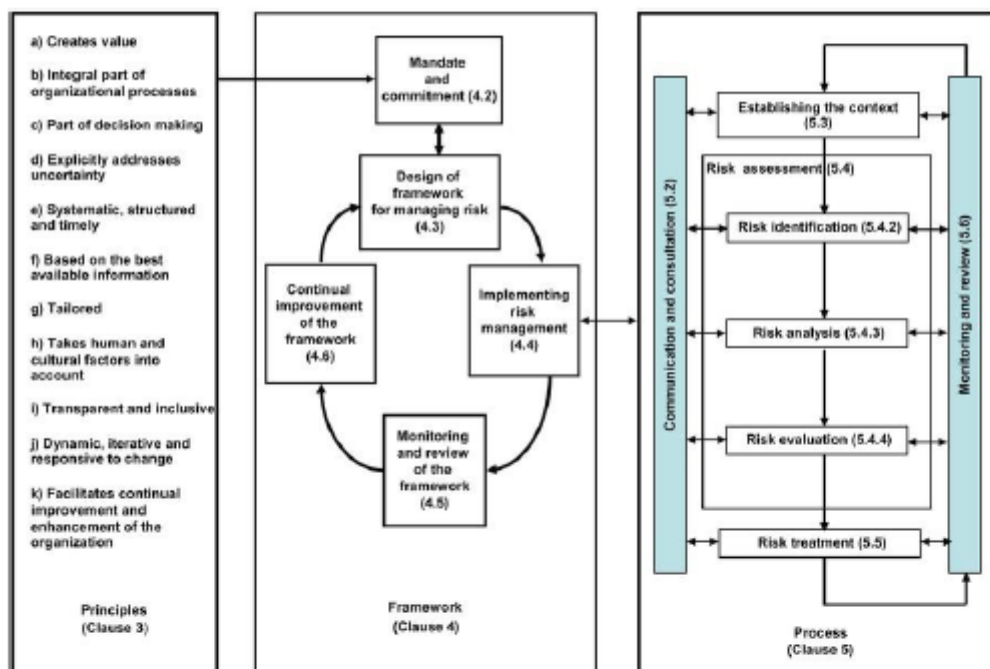 a) Creates value
b) Integral part of
organizational processes
c) Part of decision making
d) Explicitly addresses
uncertainty
e) Systematic, structured
and timely
f) Based on the best
available information
g) Tailored
h) Takes human and
cultural factors into
account
i) Transparent and inclusive
j) Dynamic, iterative and
responsive to change
k) Facilitates continual
improvement and
enhancement of the
organization
Principles
(Clause 3)
Mandate
and
commitment (4.2)
Design of
framework
for managing risk
(4.3)
Continual
improvement
of the
framework
(4.6)
Implementing
risk
management
(4.4)
Monitoring
and review
of the
framework
(4.5)
Framework
(Clause 4)
Communication and consultation (5.2)
Establishing the context
(5.3)
Risk assessment (5.4)
Risk identification (5.4.2)
Risk analysis (5.4.3)
Risk evaluation (5.4.4)
Risk treatment (5.5)
Monitoring and review (5.6)
Process
(Clause 5)